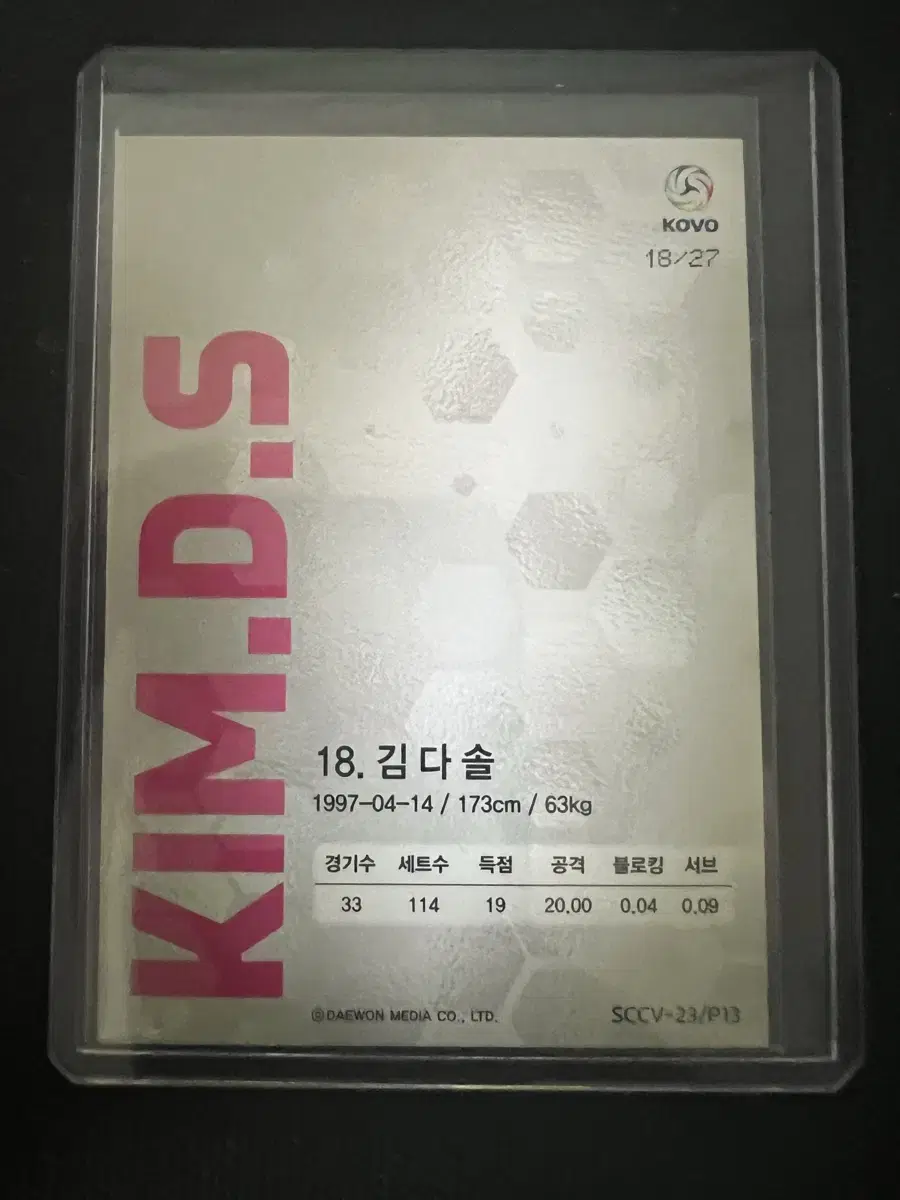 KOVO
18/27
KIM.D.S
18. 김다솔
1997-04-14 / 173cm / 63kg
경기수 세트수 득점 공격 블로킹 서브
33 114 19 20.00 0.04 0.09
©DAEWON MEDIA CO., LTD.
SCCV-23/P13